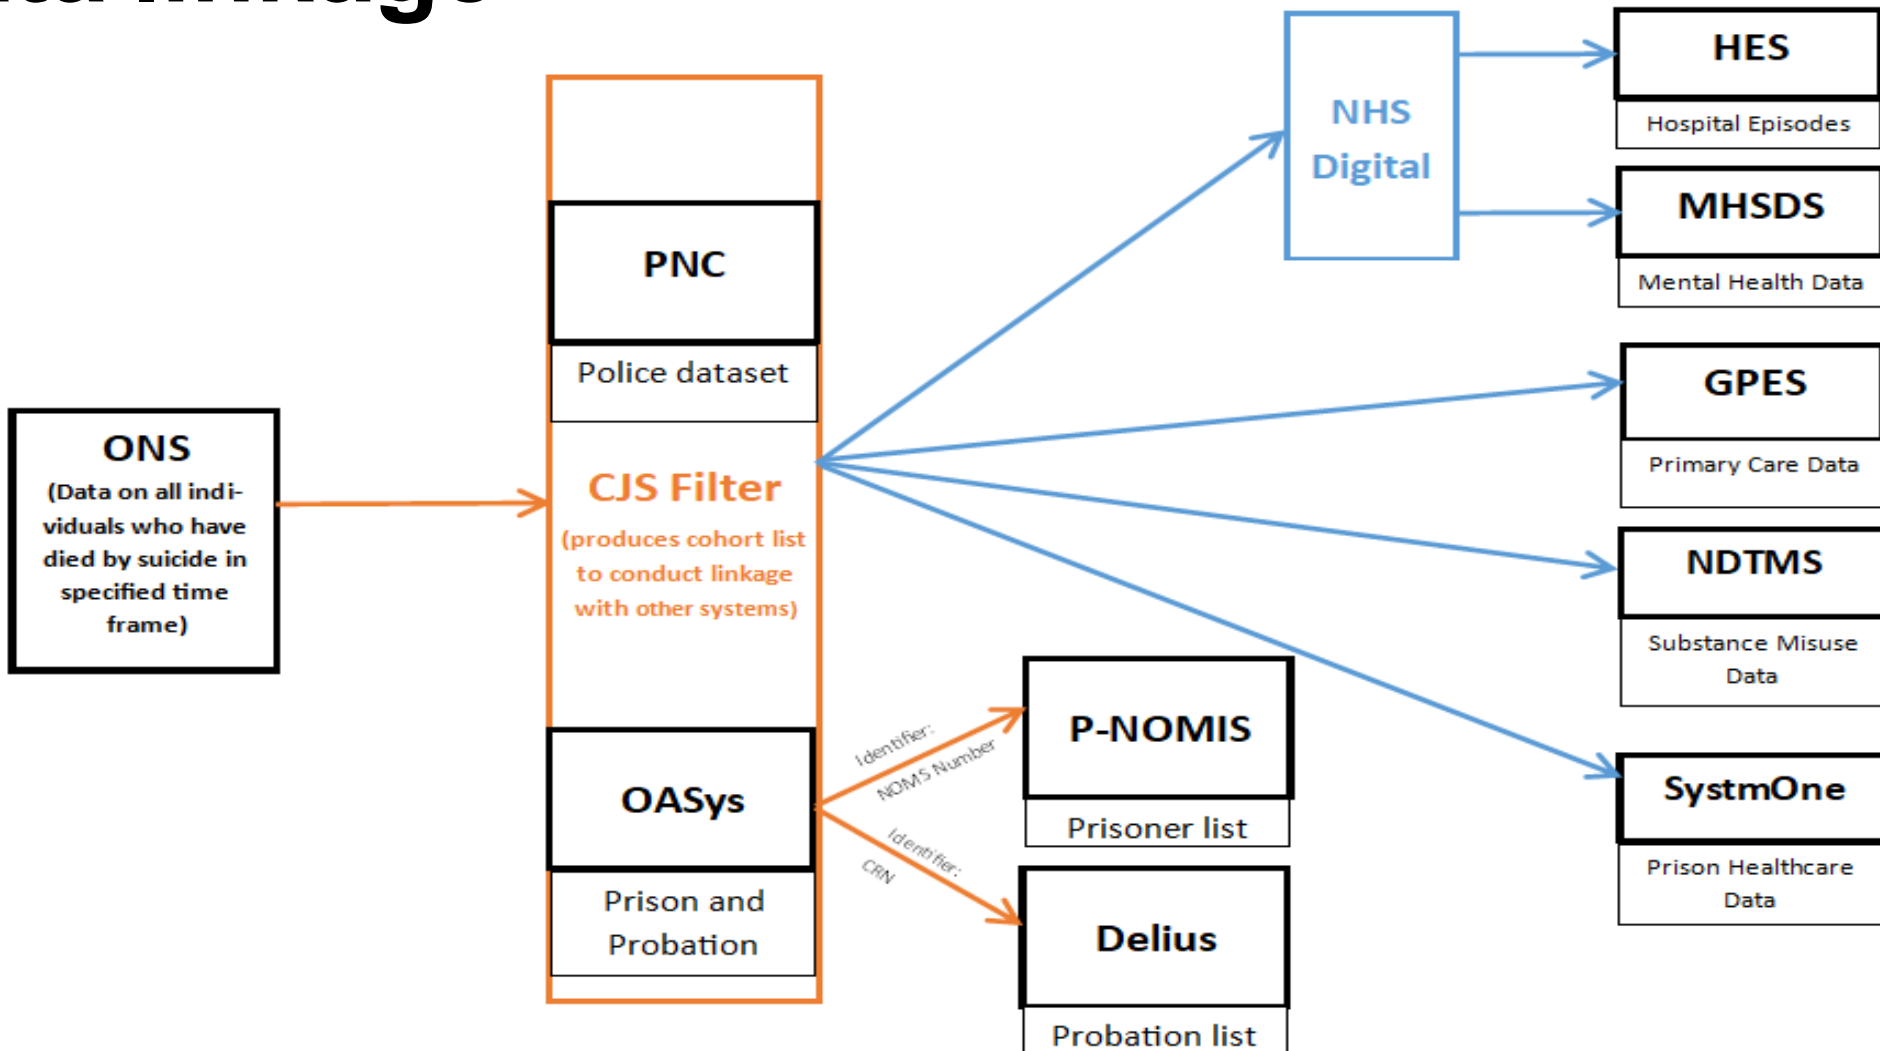 ONS
(Data on all indi-
viduals who have
died by suicide in
specified time
frame)
PNC
Police dataset
CJS Filter
(produces cohort list
to conduct linkage
with other systems)
OASys
Prison and
Probation
Identifier:
NOMS Number
Identifier:
CRN
P-NOMIS
Prisoner list
Delius
Probation list
NHS
Digital
HES
Hospital Episodes
MHSDS
Mental Health Data
GPES
Primary Care Data
NDTMS
Substance Misuse
Data
SystmOne
Prison Healthcare
Data